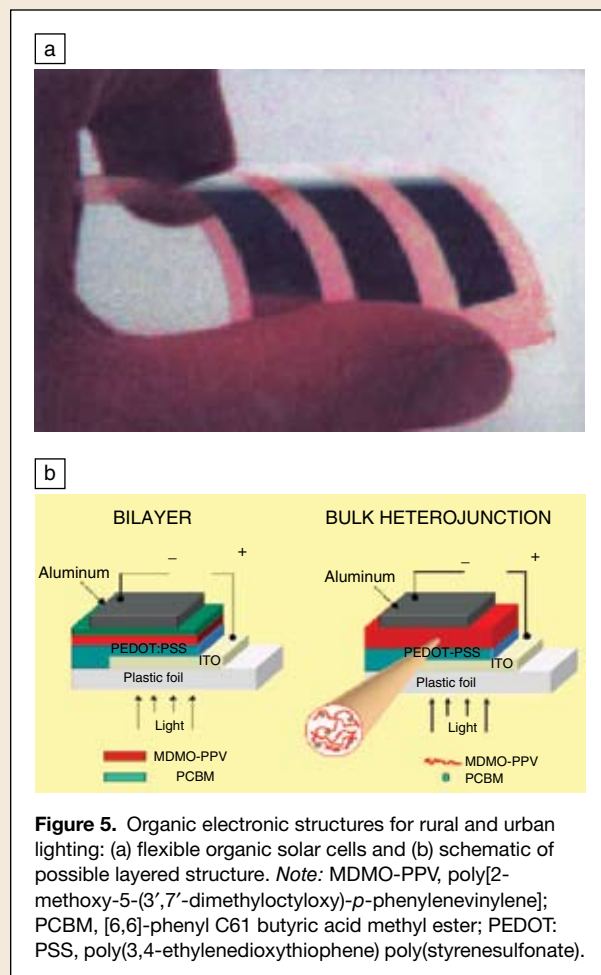 a
b
BILAYER
BULK HETEROJUNCTION
Aluminum
–
+
PEDOT:PSS
ITO
Plastic foil
Light
MDMO-PPV
PCBM
Aluminum
–
+
PEDOT-PSS
ITO
Plastic foil
Light
MDMO-PPV
PCBM
Figure 5. Organic electronic structures for rural and urban
lighting: (a) flexible organic solar cells and (b) schematic of
possible layered structure. Note: MDMO-PPV, poly[2-
methoxy-5-(3′,7′-dimethyloctyloxy)-p-phenylenevinylene];
PCBM, [6,6]-phenyl C61 butyric acid methyl ester; PEDOT:
PSS, poly(3,4-ethylenedioxythiophene) poly(styrenesulfonate).